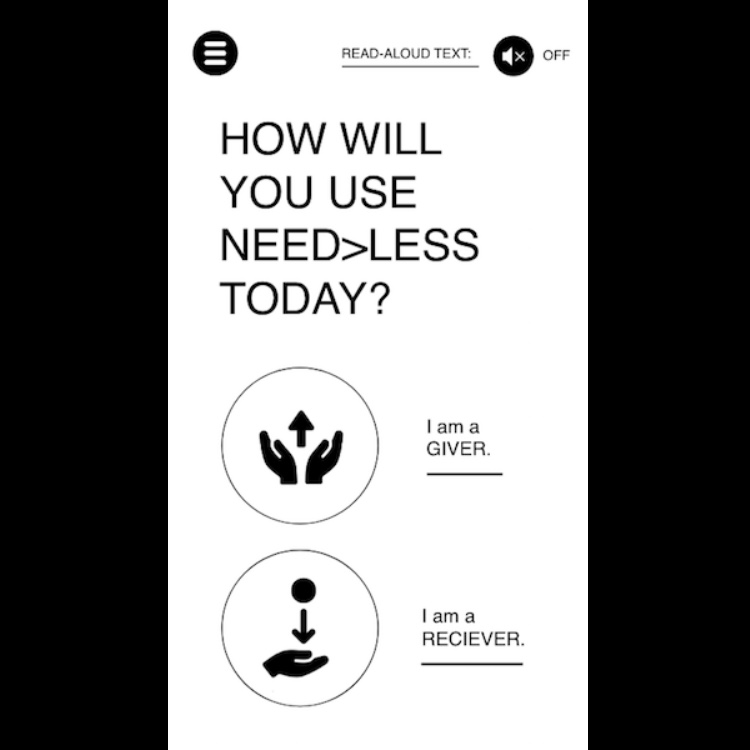 READ-ALOUD TEXT:
OFF
HOW WILL
YOU USE
NEED>LESS
TODAY?
I am a
GIVER.
I am a
RECIEVER.